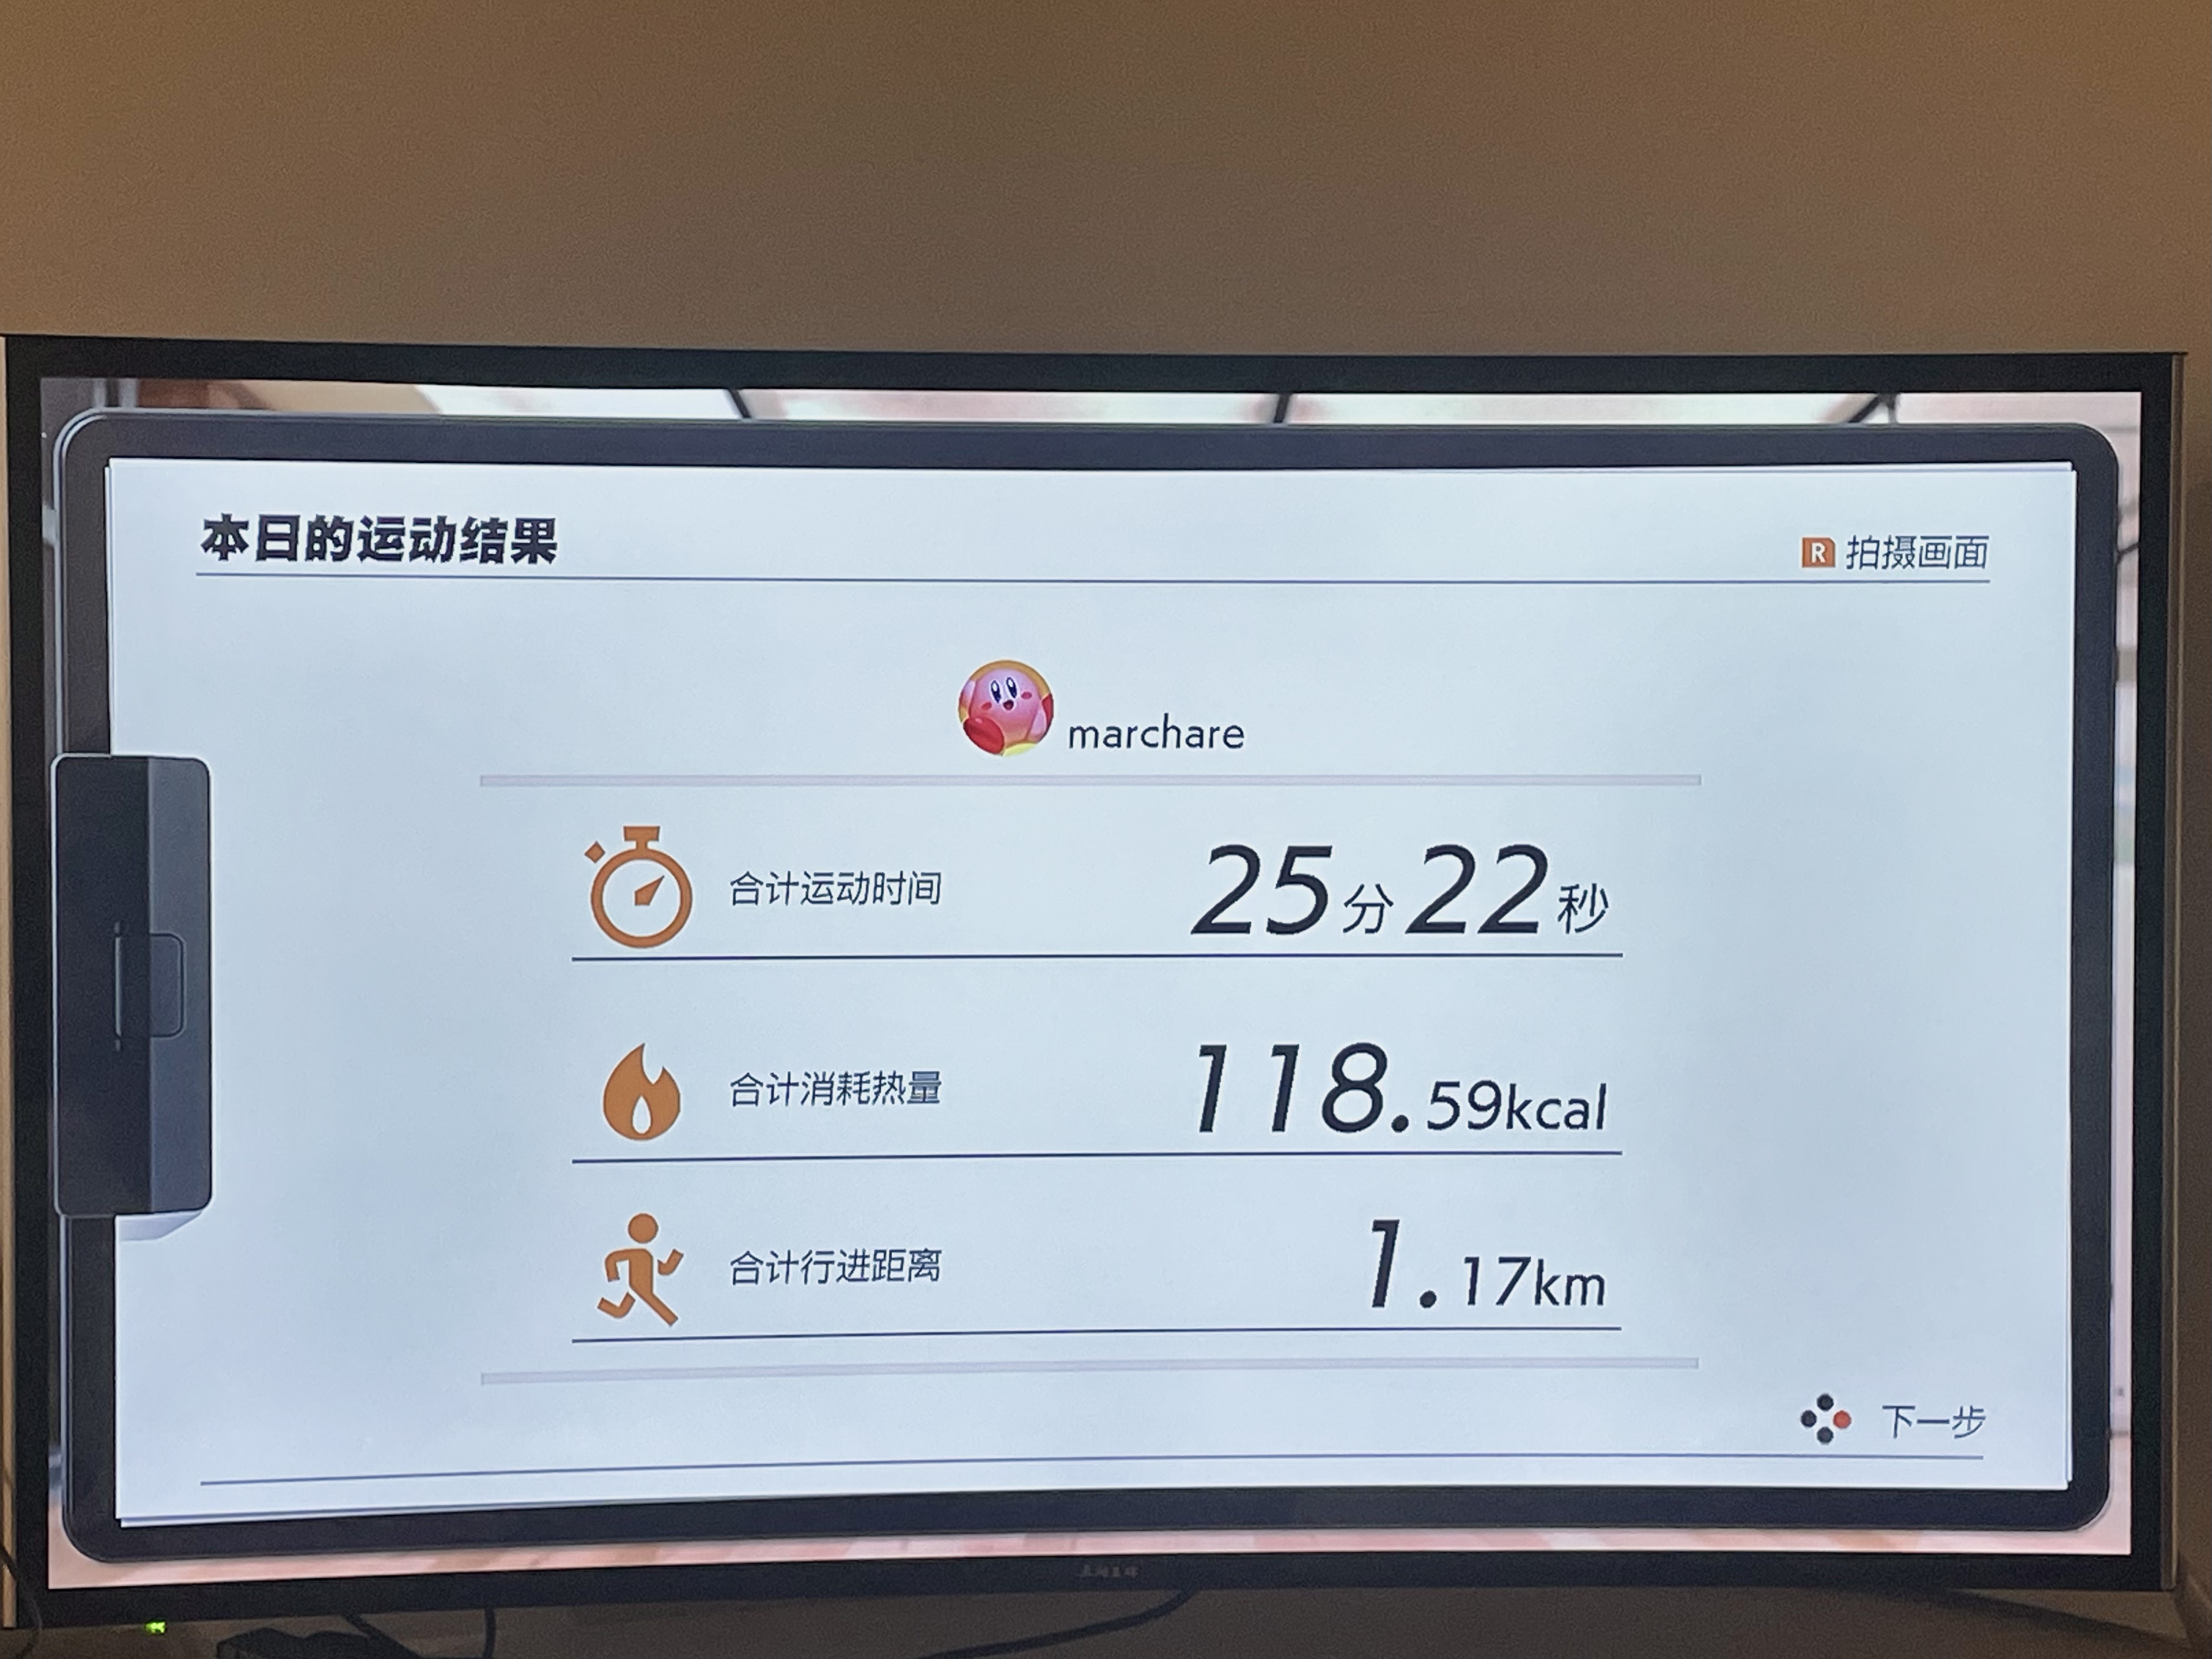 本日的运动结果
R 拍摄画面
marchare
合计运动时间 25分22秒
合计消耗热量 118.59kcal
合计行进距离 1.17km
下一步